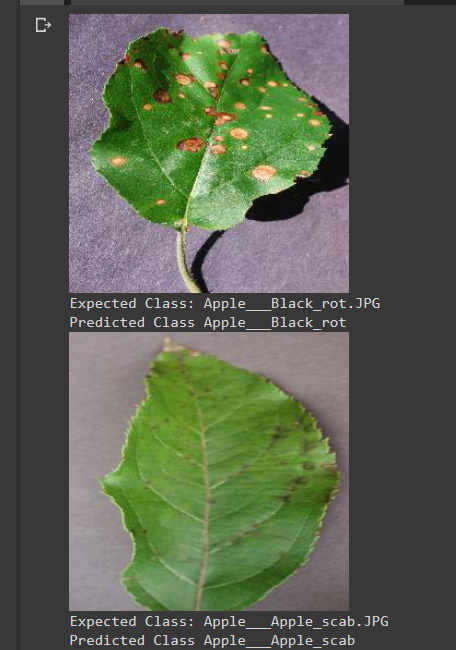 Expected Class: Apple___Black_rot.JPG
Predicted Class Apple___Black_rot
Expected Class: Apple___Apple_scab.JPG
Predicted Class Apple___Apple_scab